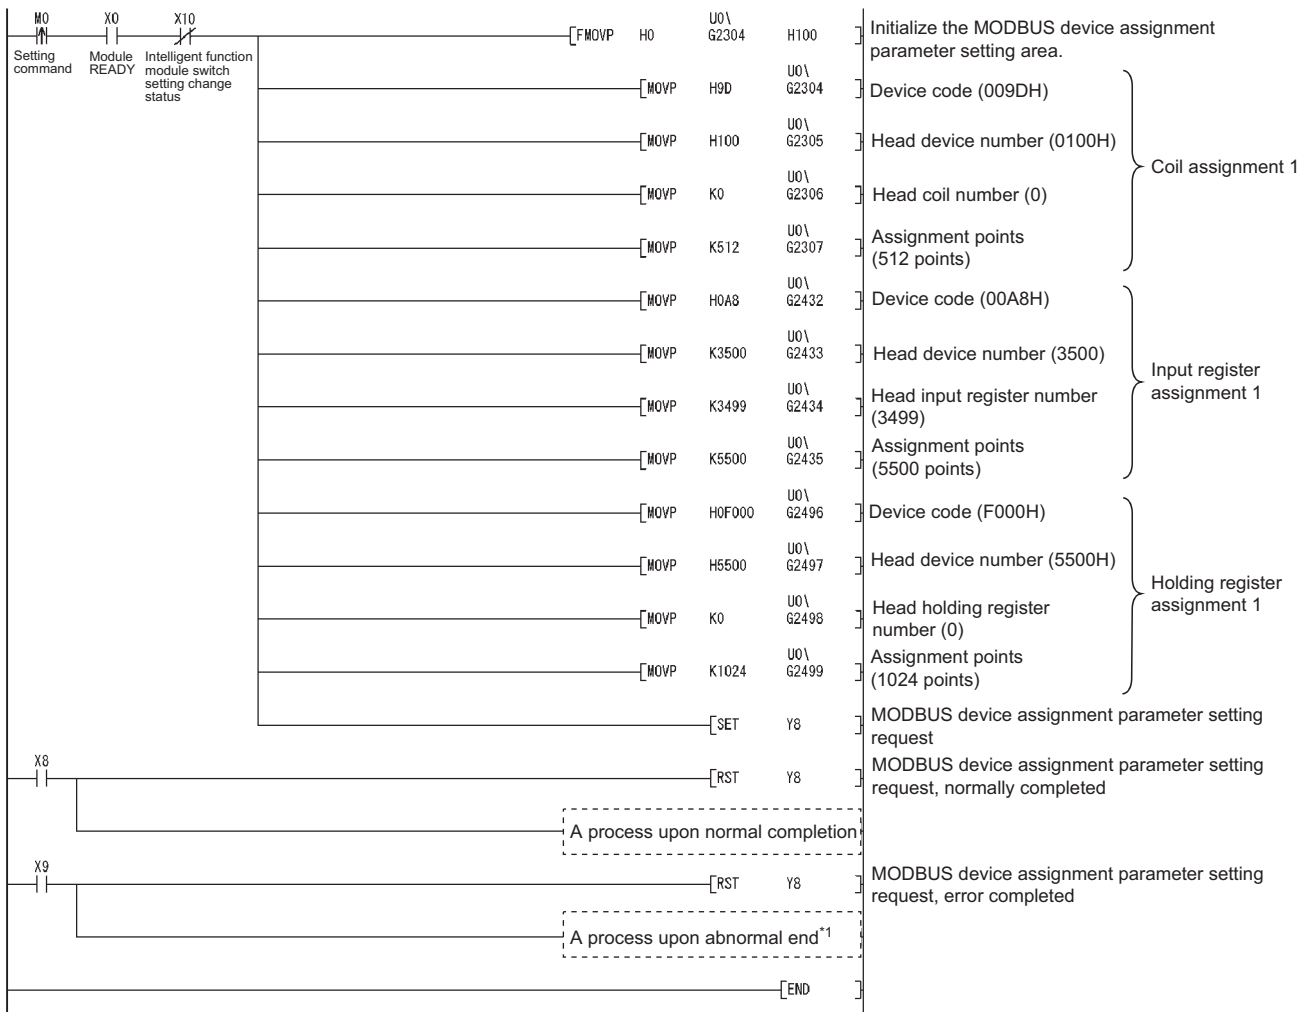 M0 X0 X10
Setting command
Module READY
Intelligent function module switch setting change status
FMOVP H0 U0\G2304 H100
Initialize the MODBUS device assignment
parameter setting area.
MOVP H9D U0\G2304
Device code (009DH)
MOVP H100 U0\G2305
Head device number (0100H)
MOVP K0 U0\G2306
Head coil number (0)
MOVP K512 U0\G2307
Assignment points
(512 points)
Coil assignment 1
MOVP H0A8 U0\G2432
Device code (00A8H)
MOVP K3500 U0\G2433
Head device number (3500)
MOVP K3499 U0\G2434
Head input register number
(3499)
MOVP K5500 U0\G2435
Assignment points
(5500 points)
Input register
assignment 1
MOVP H0F000 U0\G2496
Device code (F000H)
MOVP H5500 U0\G2497
Head device number (5500H)
MOVP K0 U0\G2498
Head holding register
number (0)
MOVP K1024 U0\G2499
Assignment points
(1024 points)
Holding register
assignment 1
SET Y8
MODBUS device assignment parameter setting
request
X8
RST Y8
MODBUS device assignment parameter setting
request, normally completed
A process upon normal completion
X9
RST Y8
MODBUS device assignment parameter setting
request, error completed
A process upon abnormal end*1
END